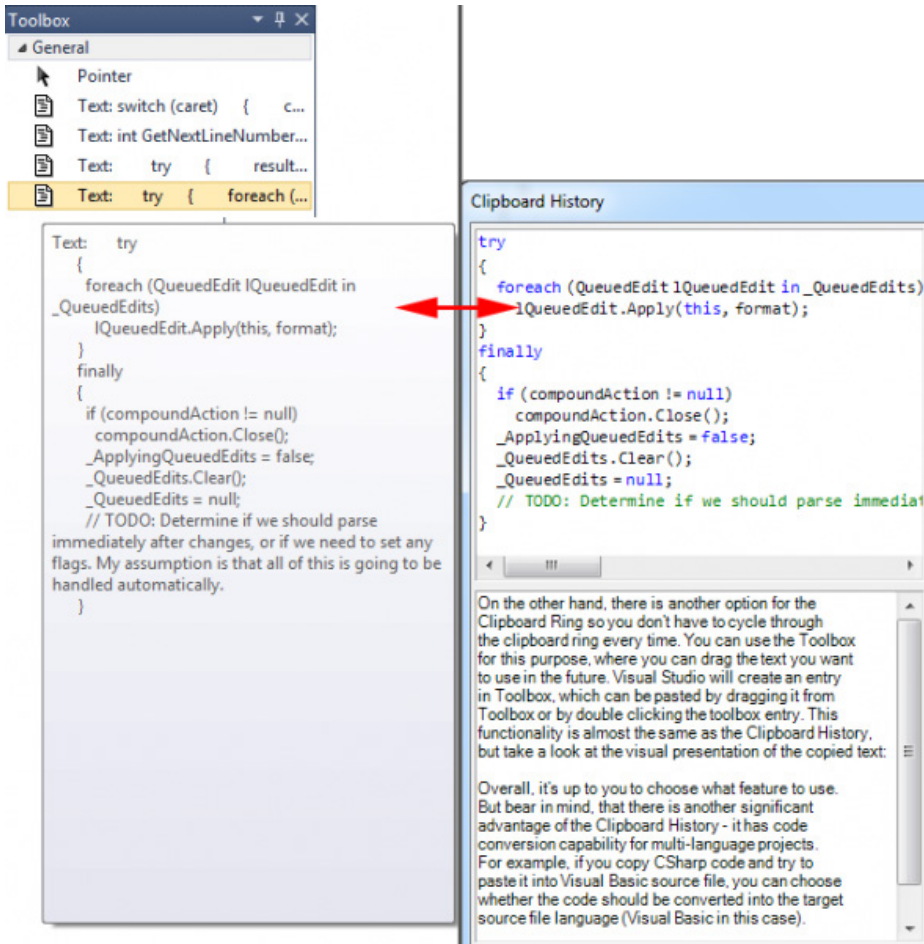 Toolbox
General
Pointer
Text: switch (caret) { c...
Text: int GetNextLineNumber...
Text: try { result...
Text: try { foreach (...
Text: try
{
foreach (QueuedEdit lQueuedEdit in
_QueuedEdits)
lQueuedEdit.Apply(this, format);
}
finally
{
if (compoundAction != null)
compoundAction.Close();
_ApplyingQueuedEdits = false;
_QueuedEdits.Clear();
_QueuedEdits = null;
// TODO: Determine if we should parse
immediately after changes, or if we need to set any
flags. My assumption is that all of this is going to be
handled automatically.
}
Clipboard History
try
{
foreach (QueuedEdit lQueuedEdit in _QueuedEdits)
lQueuedEdit.Apply(this, format);
}
finally
{
if (compoundAction != null)
compoundAction.Close();
_ApplyingQueuedEdits = false;
_QueuedEdits.Clear();
_QueuedEdits = null;
// TODO: Determine if we should parse immediat
}
On the other hand, there is another option for the
Clipboard Ring so you don't have to cycle through
the clipboard ring every time. You can use the Toolbox
for this purpose, where you can drag the text you want
to use in the future. Visual Studio will create an entry
in Toolbox, which can be pasted by dragging it from
Toolbox or by double clicking the toolbox entry. This
functionality is almost the same as the Clipboard History,
but take a look at the visual presentation of the copied text:
Overall, it's up to you to choose what feature to use.
But bear in mind, that there is another significant
advantage of the Clipboard History - it has code
conversion capability for multi-language projects.
For example, if you copy CSharp code and try to
paste it into Visual Basic source file, you can choose
whether the code should be converted into the target
source file language (Visual Basic in this case).